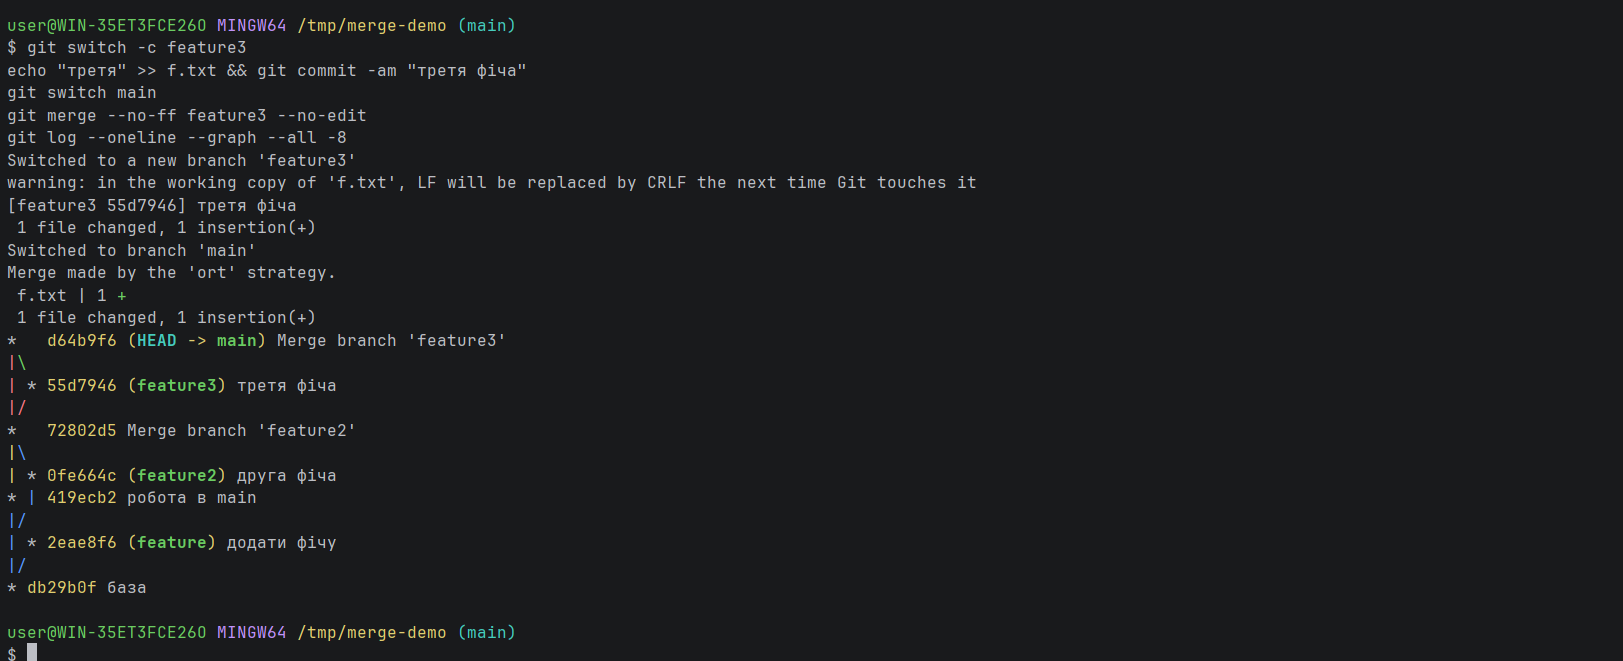 user@WIN-35ET3FCE26O MINGW64 /tmp/merge-demo (main)
$ git switch -c feature3
echo "третя" >> f.txt && git commit -am "третя фіча"
git switch main
git merge --no-ff feature3 --no-edit
git log --oneline --graph --all -8
Switched to a new branch 'feature3'
warning: in the working copy of 'f.txt', LF will be replaced by CRLF the next time Git touches it
[feature3 55d7946] третя фіча
 1 file changed, 1 insertion(+)
Switched to branch 'main'
Merge made by the 'ort' strategy.
 f.txt | 1 +
 1 file changed, 1 insertion(+)
*   d64b9f6 (HEAD -> main) Merge branch 'feature3'
|\
| * 55d7946 (feature3) третя фіча
|/
*   72802d5 Merge branch 'feature2'
|\
| * 0fe664c (feature2) друга фіча
* | 419ecb2 робота в main
|/
| * 2eae8f6 (feature) додати фічу
|/
* db29b0f база
user@WIN-35ET3FCE26O MINGW64 /tmp/merge-demo (main)
$